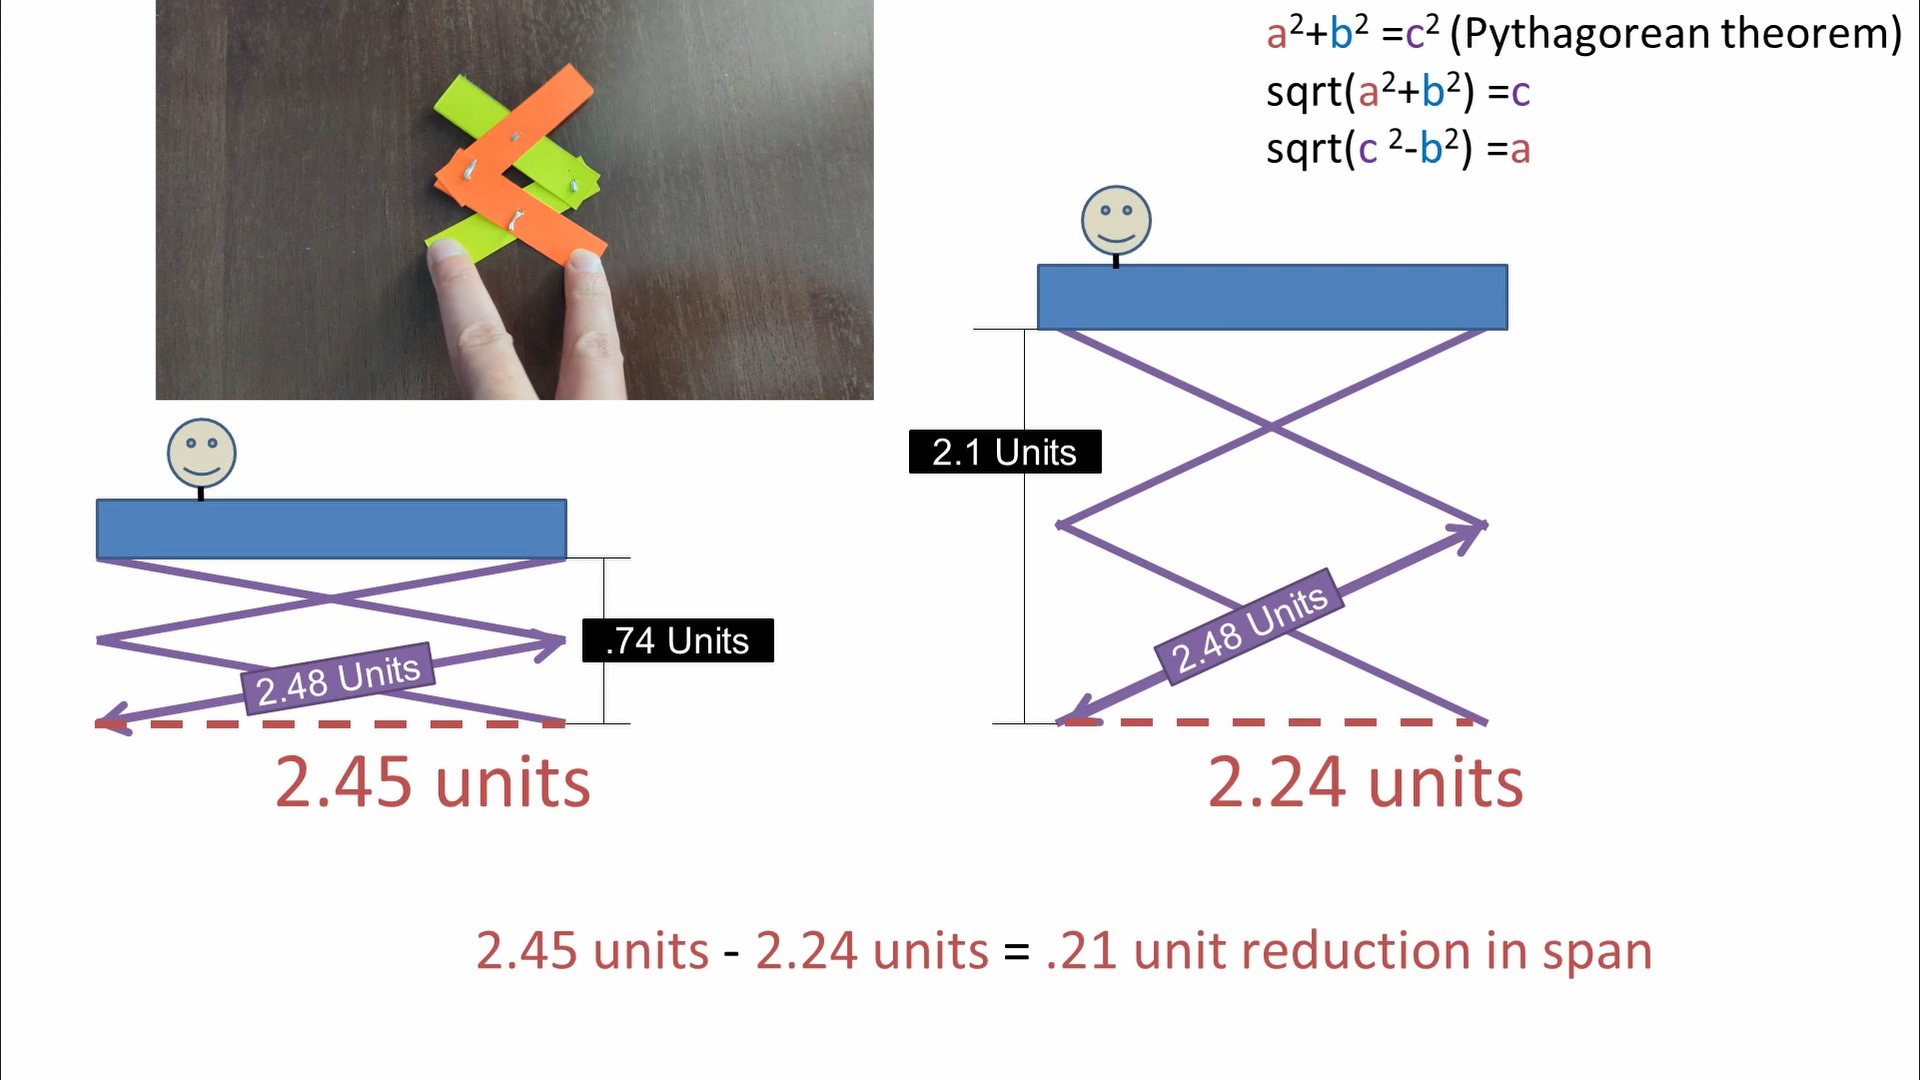 a²+b² =c² (Pythagorean theorem)
sqrt(a²+b²) =c
sqrt(c ²-b²) =a
2.1 Units
.74 Units
2.48 Units
2.48 Units
2.45 units
2.24 units
2.45 units - 2.24 units = .21 unit reduction in span